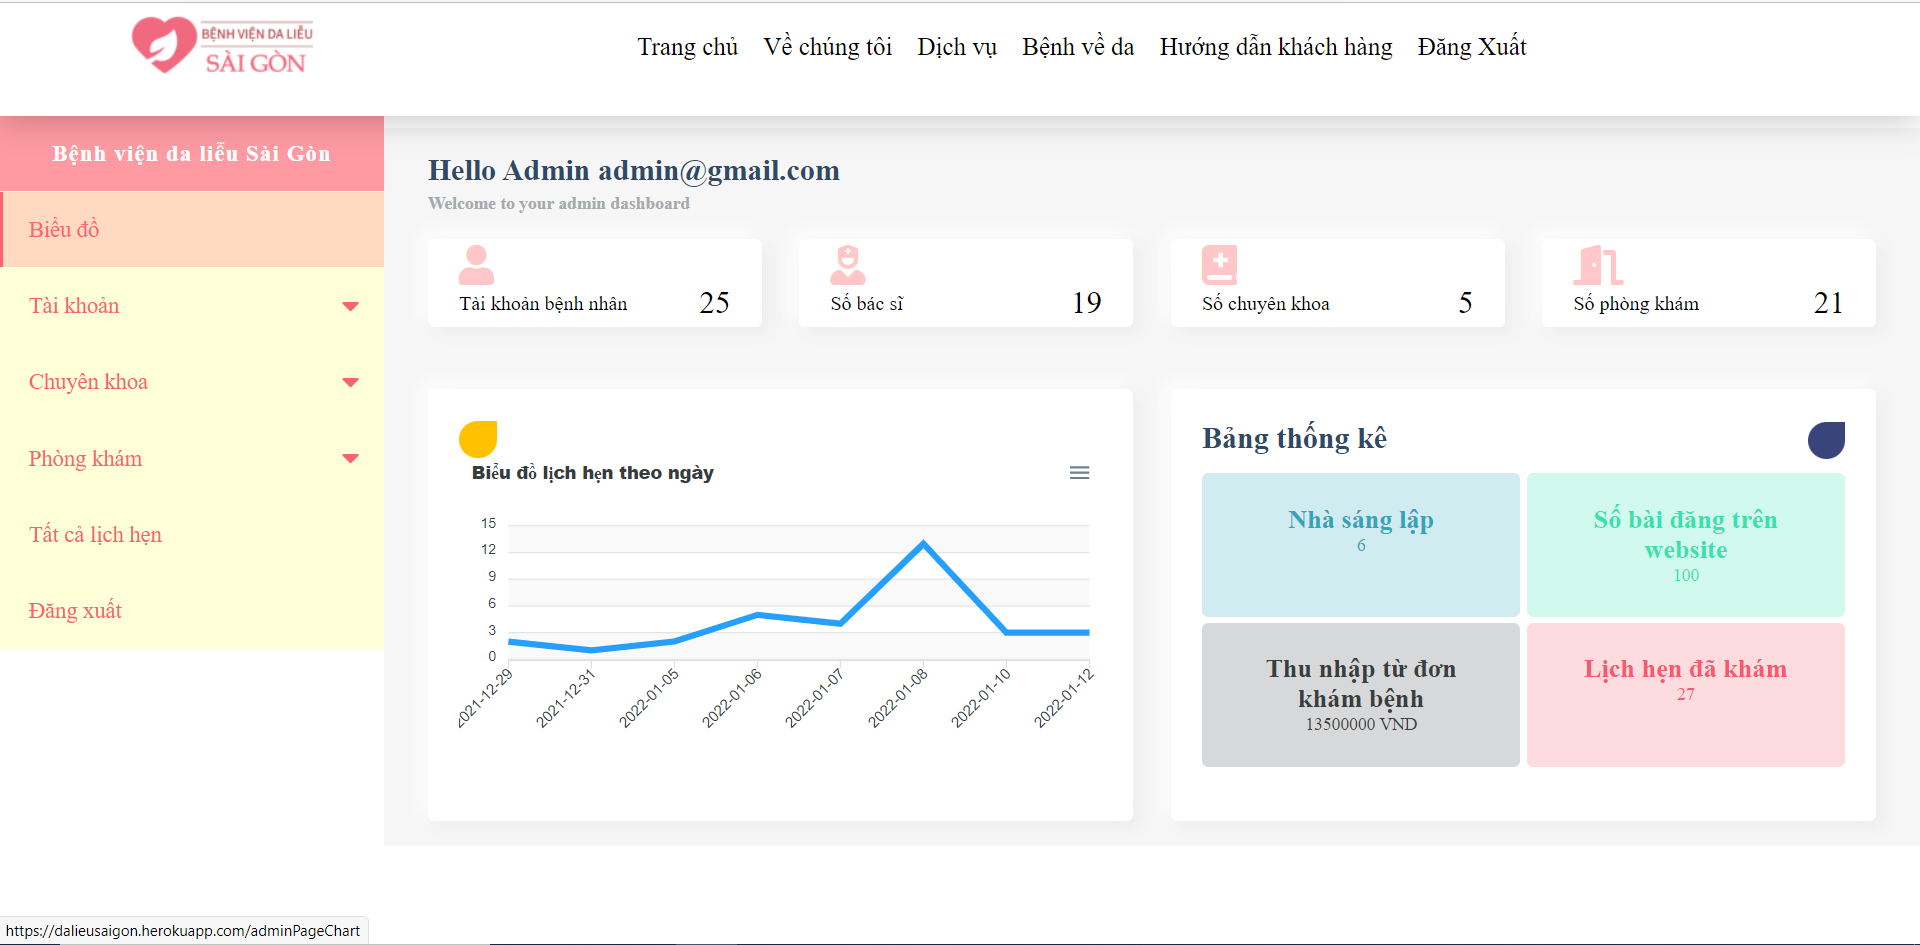 BỆNH VIỆN DA LIỄU
SÀI GÒN
Trang chủ Về chúng tôi Dịch vụ Bệnh về da Hướng dẫn khách hàng Đăng Xuất
Bệnh viện da liễu Sài Gòn
Biểu đồ
Tài khoản
Chuyên khoa
Phòng khám
Tất cả lịch hẹn
Đăng xuất
Hello Admin admin@gmail.com
Welcome to your admin dashboard
Tài khoản bệnh nhân 25
Số bác sĩ 19
Số chuyên khoa 5
Số phòng khám 21
Biểu đồ lịch hẹn theo ngày
15
12
9
6
3
0
2021-12-29 2021-12-31 2022-01-05 2022-01-06 2022-01-07 2022-01-08 2022-01-10 2022-01-12
Bảng thống kê
Nhà sáng lập
6
Số bài đăng trên
website
100
Thu nhập từ đơn
khám bệnh
13500000 VND
Lịch hẹn đã khám
27
https://dalieusaigon.herokuapp.com/adminPageChart